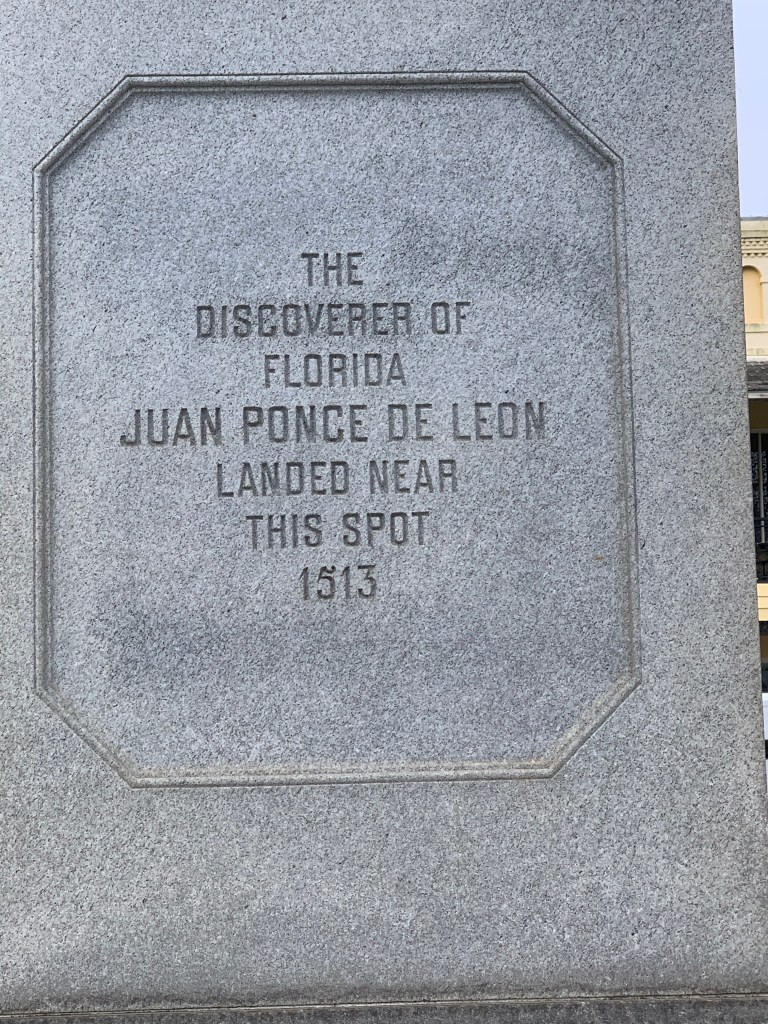 THE
DISCOVERER OF
FLORIDA
JUAN PONCE DE LEON
LANDED NEAR
THIS SPOT
1513